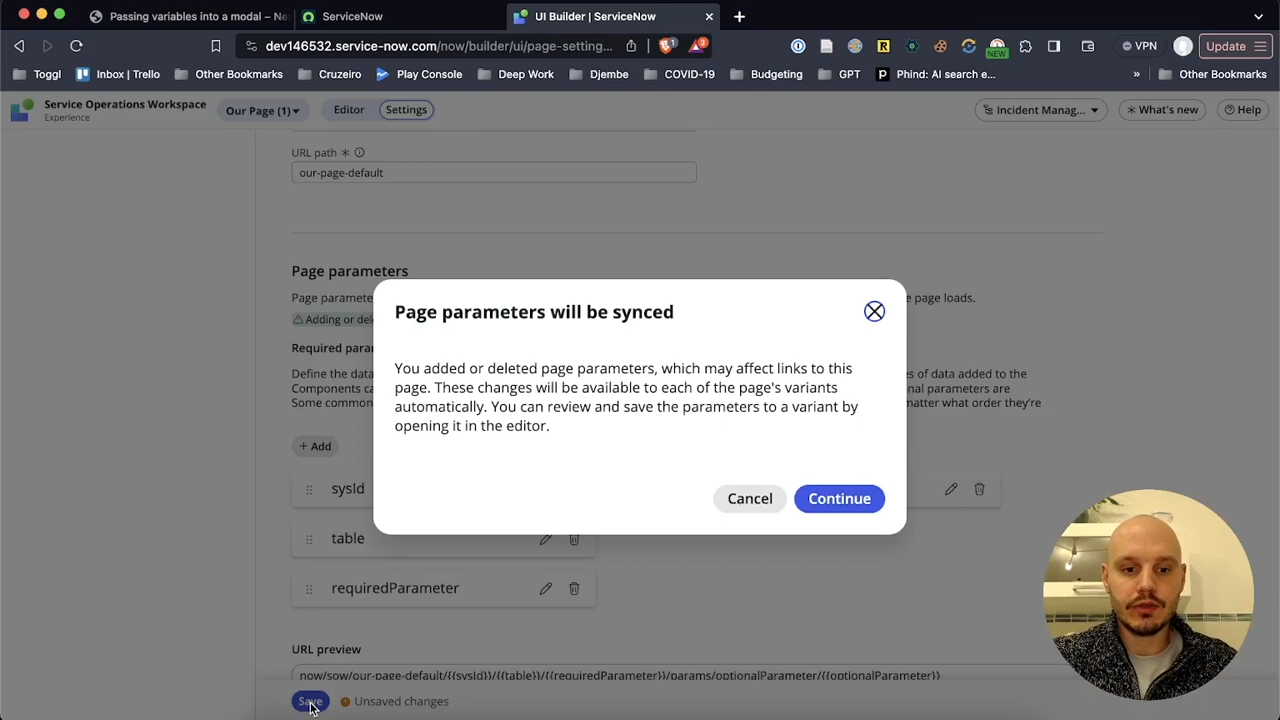 Passing variables into a modal – Ne
ServiceNow
UI Builder | ServiceNow
dev146532.service-now.com/now/builder/ui/page-setting...
NEW
VPN
Update
Toggl
Inbox | Trello
Other Bookmarks
Cruzeiro
Play Console
Deep Work
Djembe
COVID-19
Budgeting
GPT
Phind: AI search e...
»
Other Bookmarks
Service Operations Workspace
Experience
Our Page (1)
Editor
Settings
Incident Manag...
What's new
Help
URL path
our-page-default
Page parameters
Page paramete
e page loads.
Adding or dele
Required para
Define the data
es of data added to the
Components ca
onal parameters are
Some common
matter what order they're
+ Add
sysId
table
requiredParameter
URL preview
now/sow/our-page-default/{{sysId}}/{{table}}/{{requiredParameter}}/params/optionalParameter/{{optionalParameter}}
Page parameters will be synced
You added or deleted page parameters, which may affect links to this
page. These changes will be available to each of the page's variants
automatically. You can review and save the parameters to a variant by
opening it in the editor.
Cancel
Continue
Save
Unsaved changes